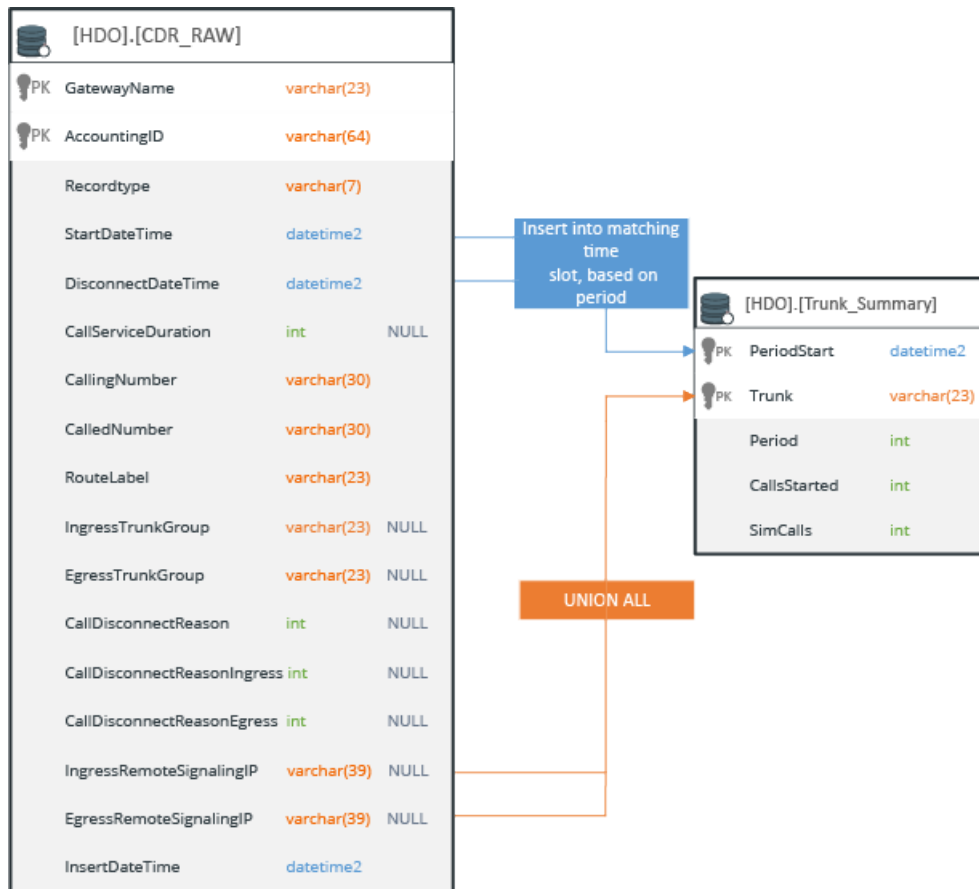 [HDO].[CDR_RAW]
PK GatewayName varchar(23)
PK AccountingID varchar(64)
Recordtype varchar(7)
StartDateTime datetime2
DisconnectDateTime datetime2
CallServiceDuration int NULL
CallingNumber varchar(30)
CalledNumber varchar(30)
RouteLabel varchar(23)
IngressTrunkGroup varchar(23) NULL
EgressTrunkGroup varchar(23) NULL
CallDisconnectReason int NULL
CallDisconnectReasonIngress int NULL
CallDisconnectReasonEgress int NULL
IngressRemoteSignalingIP varchar(39) NULL
EgressRemoteSignalingIP varchar(39) NULL
InsertDateTime datetime2
Insert into matching
time
slot, based on
period
UNION ALL
[HDO].[Trunk_Summary]
PK PeriodStart datetime2
PK Trunk varchar(23)
Period int
CallsStarted int
SimCalls int